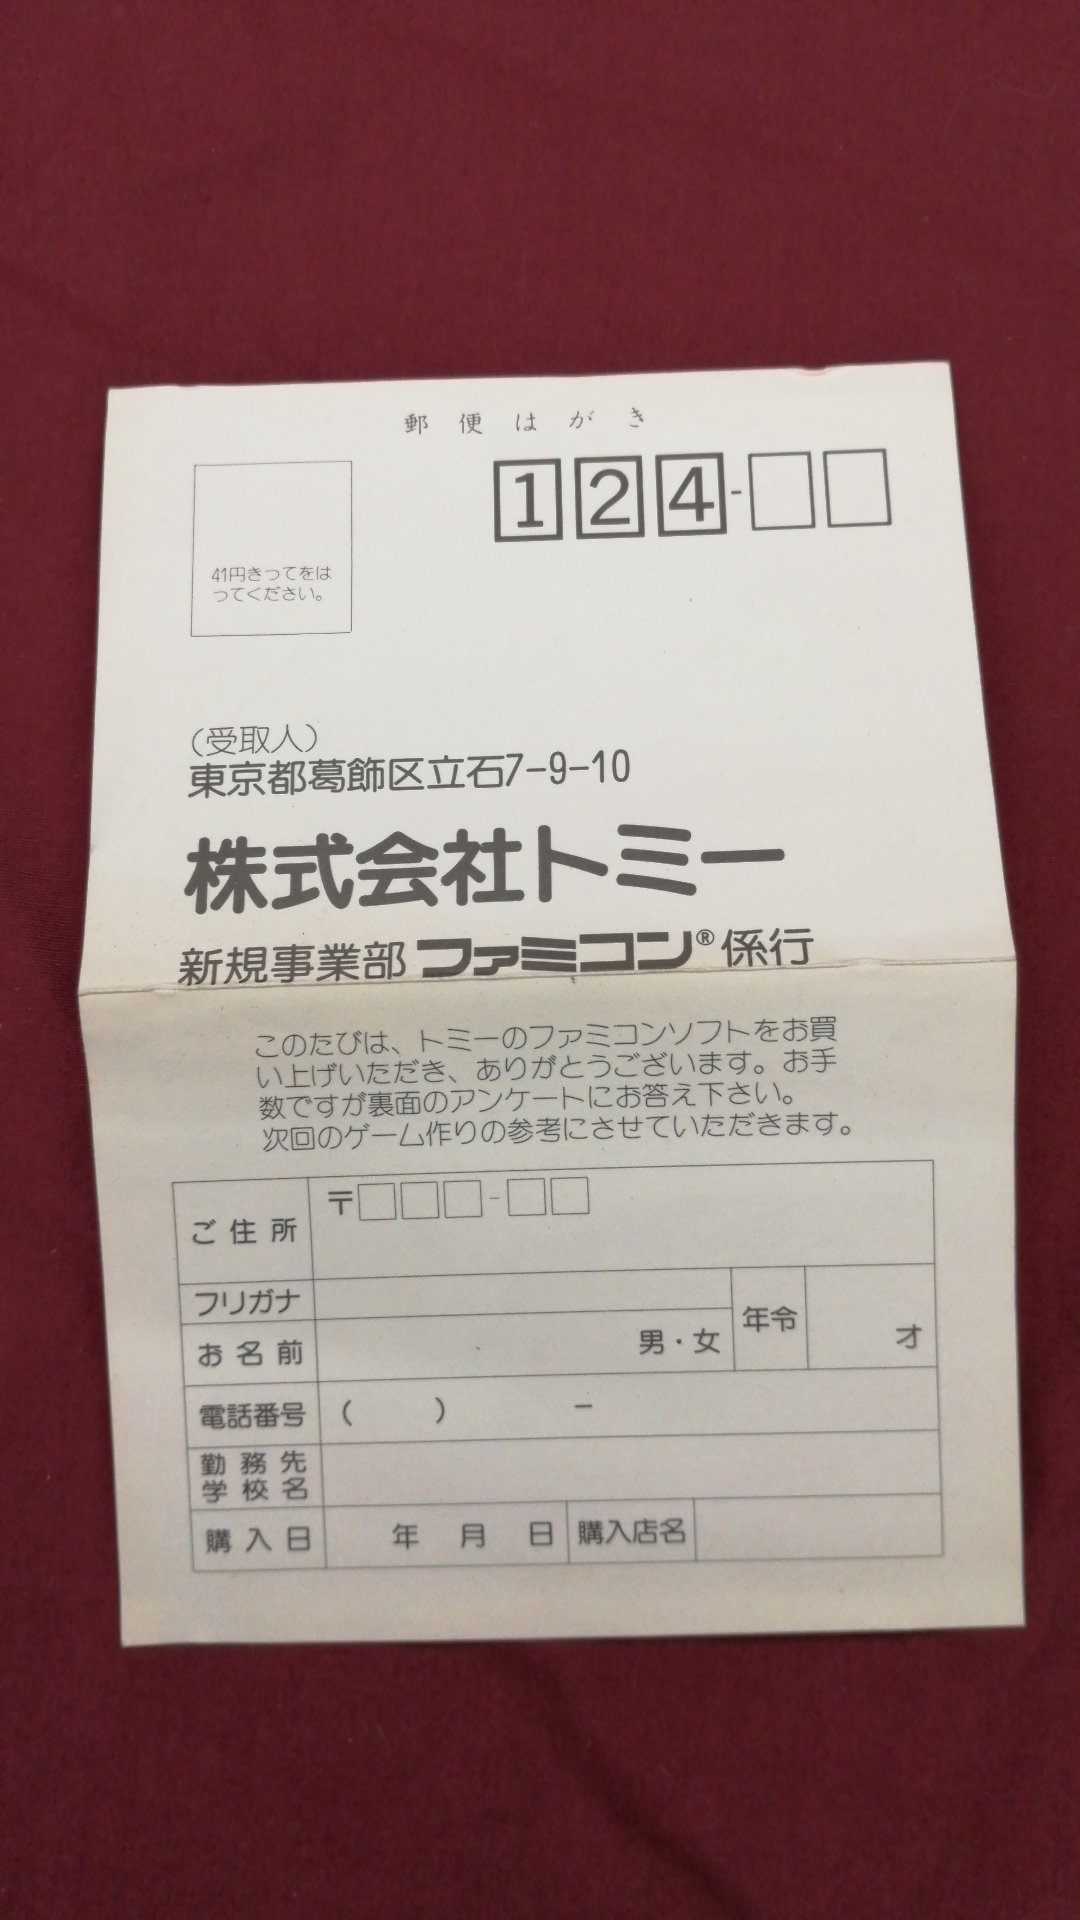 郵便はがき
124-
41円きってをは
ってください。
(受取人)
東京都葛飾区立石7-9-10
株式会社トミー
新規事業部 ファミコン®係行
このたびは、トミーのファミコンソフトをお買
い上げいただき、ありがとうございます。お手
数ですが裏面のアンケートにお答え下さい。
次回のゲーム作りの参考にさせていただきます。
ご住所 〒□□□-□□
フリガナ
お名前 男・女 年令 才
電話番号 ( ) -
勤務先
学校名
購入日 年 月 日 購入店名